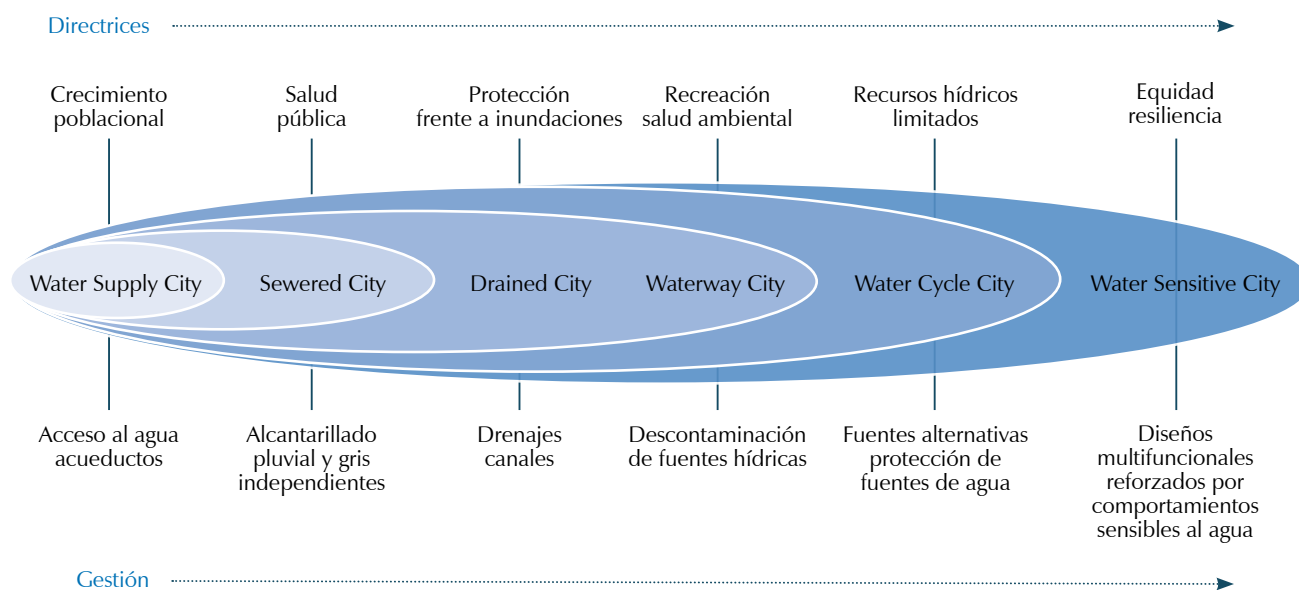 Directrices
Crecimiento
poblacional
Salud
pública
Protección
frente a inundaciones
Recreación
salud ambiental
Recursos hídricos
limitados
Equidad
resiliencia
Water Supply City
Sewered City
Drained City
Waterway City
Water Cycle City
Water Sensitive City
Acceso al agua
acueductos
Alcantarillado
pluvial y gris
independientes
Drenajes
canales
Descontaminación
de fuentes hídricas
Fuentes alternativas
protección de
fuentes de agua
Diseños
multifuncionales
reforzados por
comportamientos
sensibles al agua
Gestión